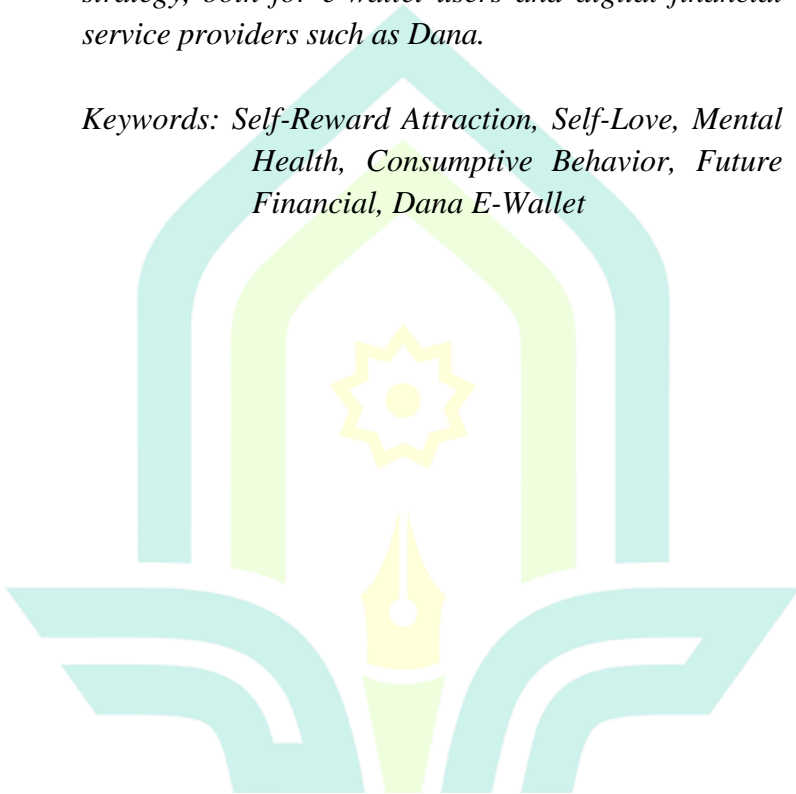 strategy, both for e-wallet users and digital financial
service providers such as Dana.
Keywords: Self-Reward Attraction, Self-Love, Mental
Health, Consumptive Behavior, Future
Financial, Dana E-Wallet